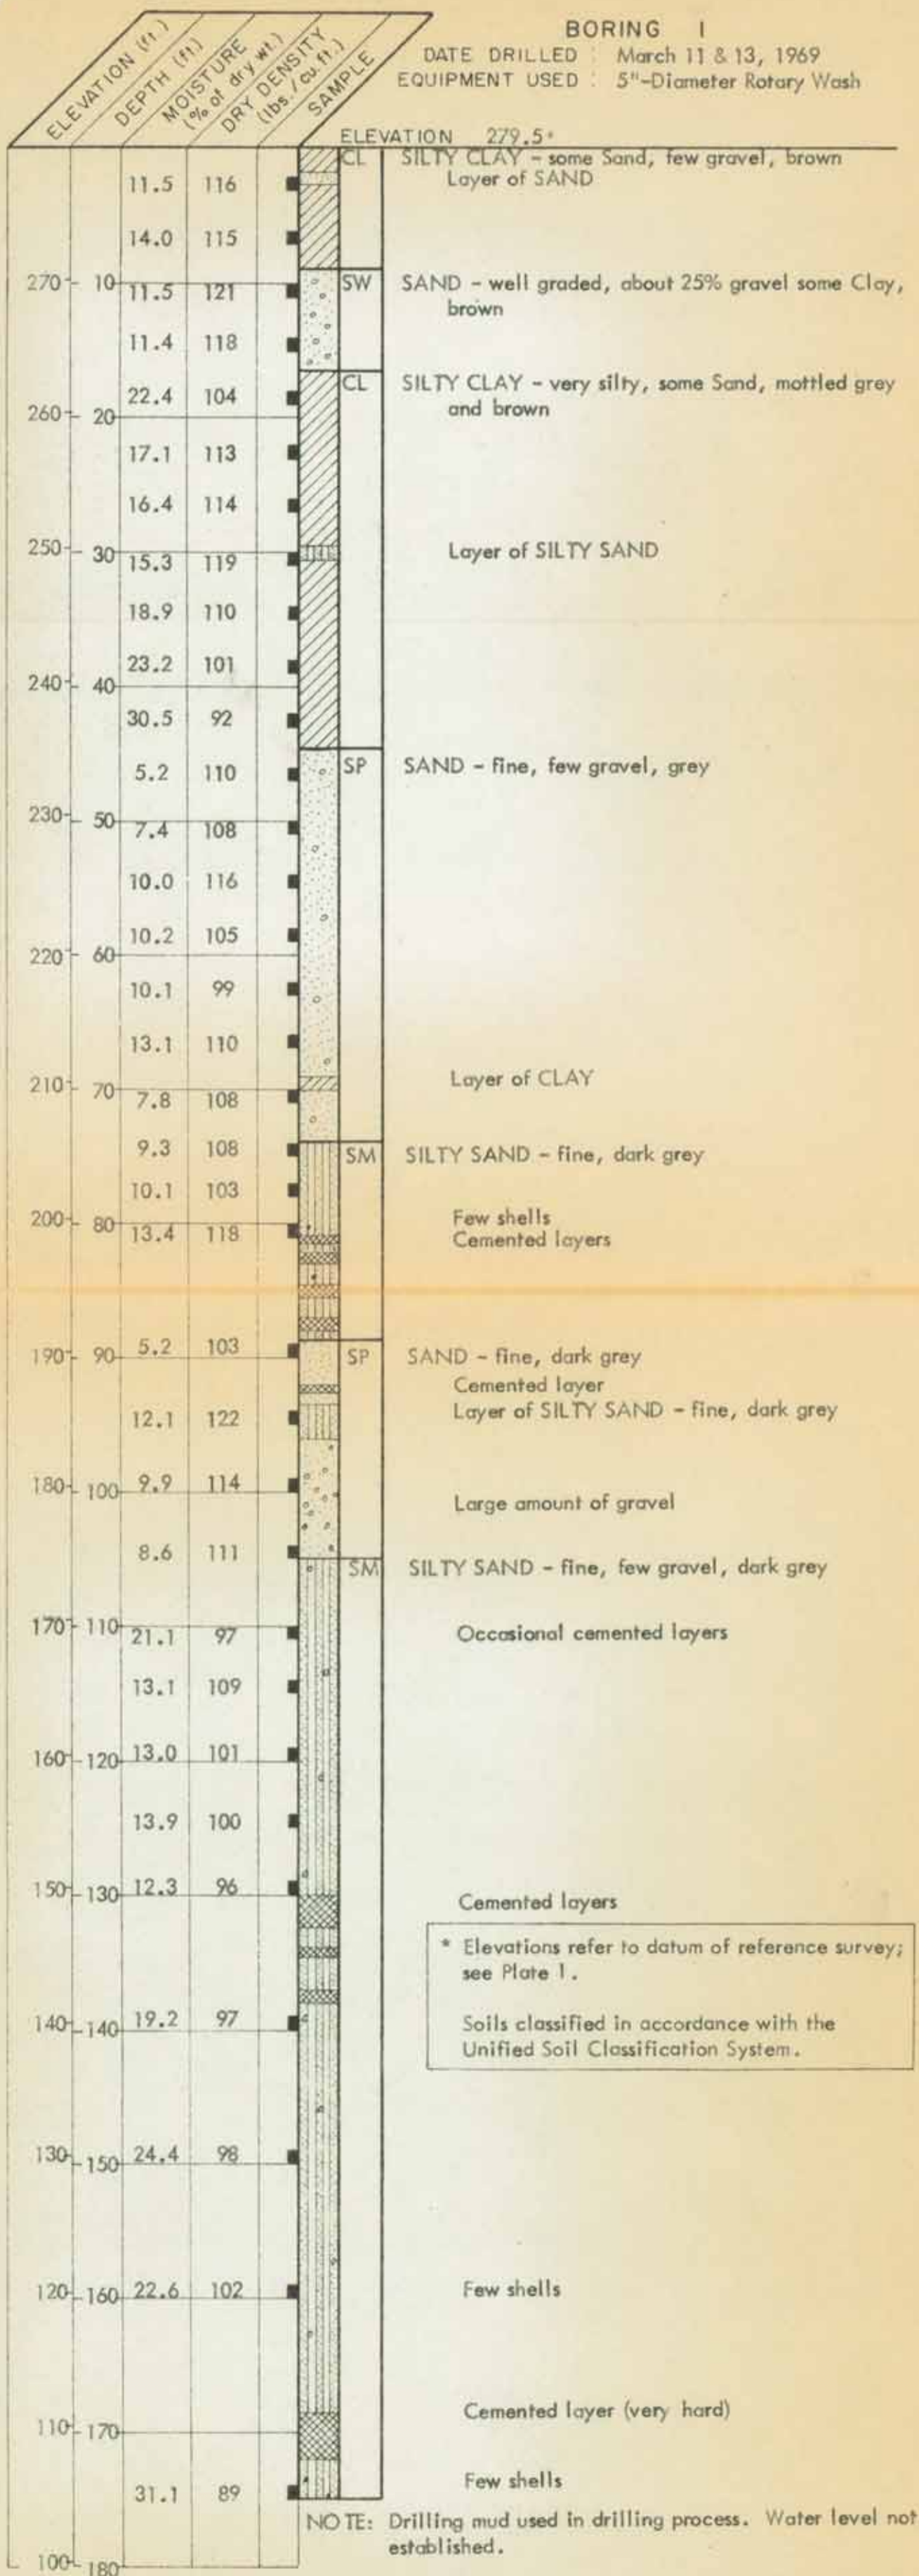 BORING 1
DATE DRILLED : March 11 & 13, 1969
EQUIPMENT USED : 5"-Diameter Rotary Wash
ELEVATION (ft.)
DEPTH (ft.)
MOISTURE (% of dry wt.)
DRY DENSITY (lbs./cu.ft.)
SAMPLE
ELEVATION 279.5*
CL SILTY CLAY - some Sand, few gravel, brown
11.5 116 Layer of SAND
14.0 115
270 10 11.5 121 SW SAND - well graded, about 25% gravel some Clay,
brown
11.4 118
22.4 104 CL SILTY CLAY - very silty, some Sand, mottled grey
260 20 and brown
17.1 113
16.4 114
250 30 15.3 119 Layer of SILTY SAND
18.9 110
23.2 101
240 40
30.5 92
5.2 110 SP SAND - fine, few gravel, grey
230 50 7.4 108
10.0 116
10.2 105
220 60
10.1 99
13.1 110
210 70 Layer of CLAY
7.8 108
9.3 108 SM SILTY SAND - fine, dark grey
10.1 103
200 80 Few shells
13.4 118 Cemented layers
190 90 5.2 103 SP SAND - fine, dark grey
Cemented layer
12.1 122 Layer of SILTY SAND - fine, dark grey
180 100 9.9 114
Large amount of gravel
8.6 111
SM SILTY SAND - fine, few gravel, dark grey
170 110 21.1 97 Occasional cemented layers
13.1 109
160 120 13.0 101
13.9 100
150 130 12.3 96
Cemented layers
* Elevations refer to datum of reference survey;
see Plate 1.
Soils classified in accordance with the
Unified Soil Classification System.
140 140 19.2 97
130 150 24.4 98
120 160 22.6 102 Few shells
Cemented layer (very hard)
110 170
Few shells
31.1 89
NOTE: Drilling mud used in drilling process. Water level not
established.
100 180